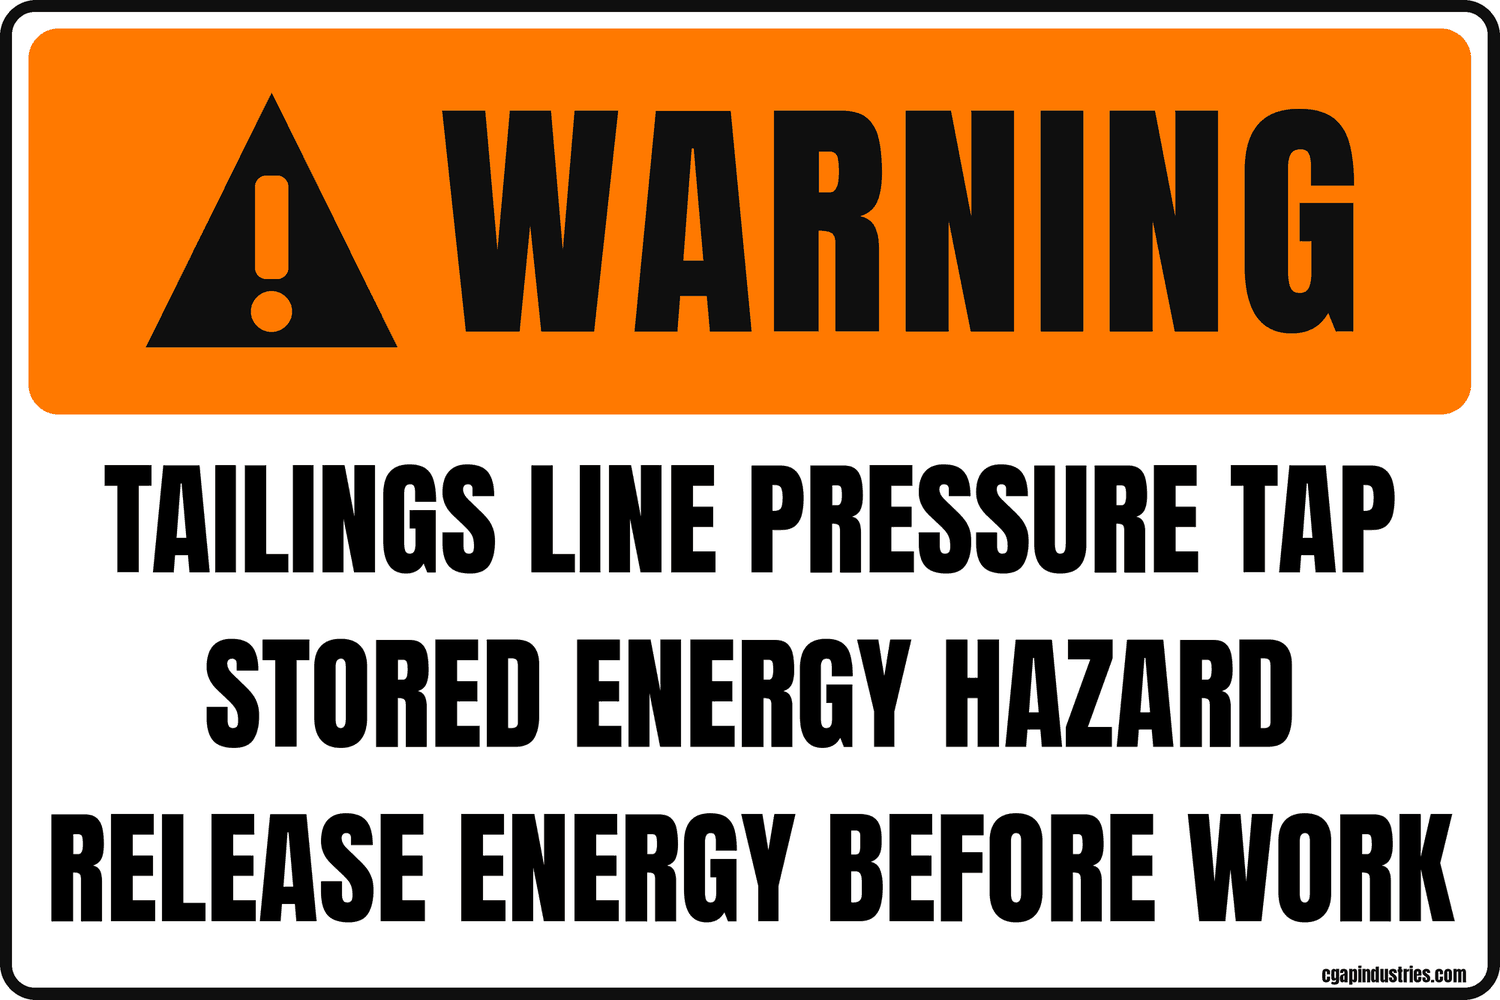 WARNING
TAILINGS LINE PRESSURE TAP
STORED ENERGY HAZARD
RELEASE ENERGY BEFORE WORK
cgapindustries.com